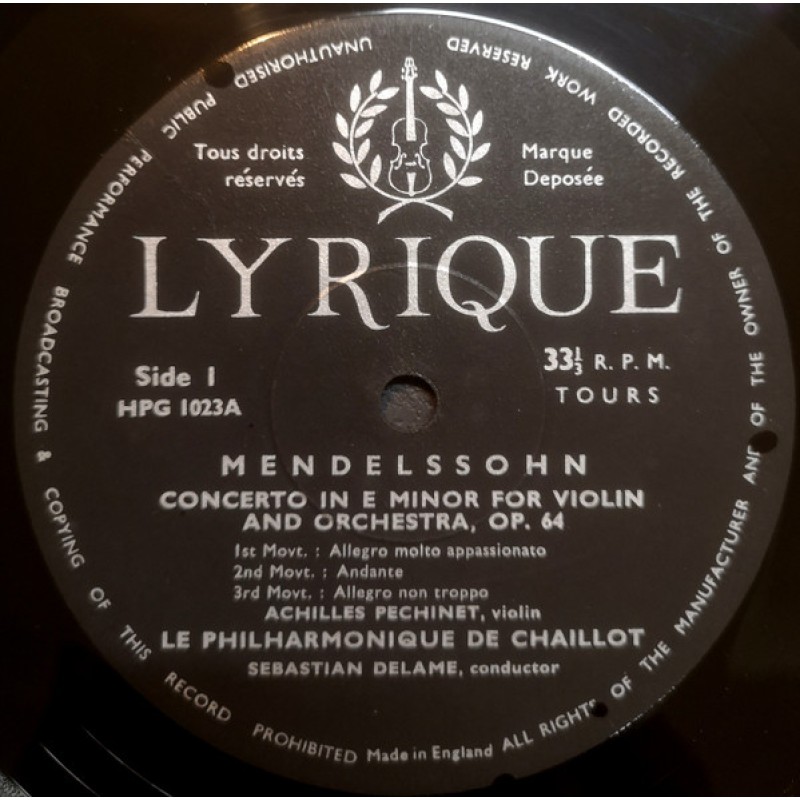 Tous droits
réservés
Marque
Deposée
LYRIQUE
Side 1
HPG 1023A
33⅓ R. P. M.
TOURS
MENDELSSOHN
CONCERTO IN E MINOR FOR VIOLIN
AND ORCHESTRA, OP. 64
1st Movt. : Allegro molto appassionato
2nd Movt. : Andante
3rd Movt. : Allegro non troppo
ACHILLES PECHINET, violin
LE PHILHARMONIQUE DE CHAILLOT
SEBASTIAN DELAME, conductor
Made in England
ALL RIGHTS OF THE MANUFACTURER AND OF THE OWNER OF THE RECORDED WORK RESERVED
UNAUTHORISED PUBLIC PERFORMANCE BROADCASTING & COPYING OF THIS RECORD PROHIBITED